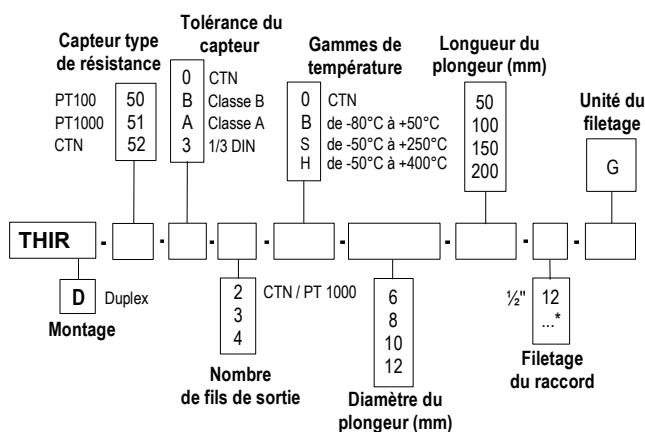 Capteur type
de résistance
PT100 50
PT1000 51
CTN 52
Tolérance du
capteur
0 CTN
B Classe B
A Classe A
3 1/3 DIN
Gammes de
température
0 CTN
B de -80°C à +50°C
S de -50°C à +250°C
H de -50°C à +400°C
Longueur du
plongeur (mm)
50
100
150
200
Unité du
filetage
G
THIR - - - - - - - -
D Duplex
Montage
2 CTN / PT 1000
3
4
Nombre
de fils de sortie
6
8
10
12
Diamètre du
plongeur (mm)
½" 12
...*
Filetage
du raccord